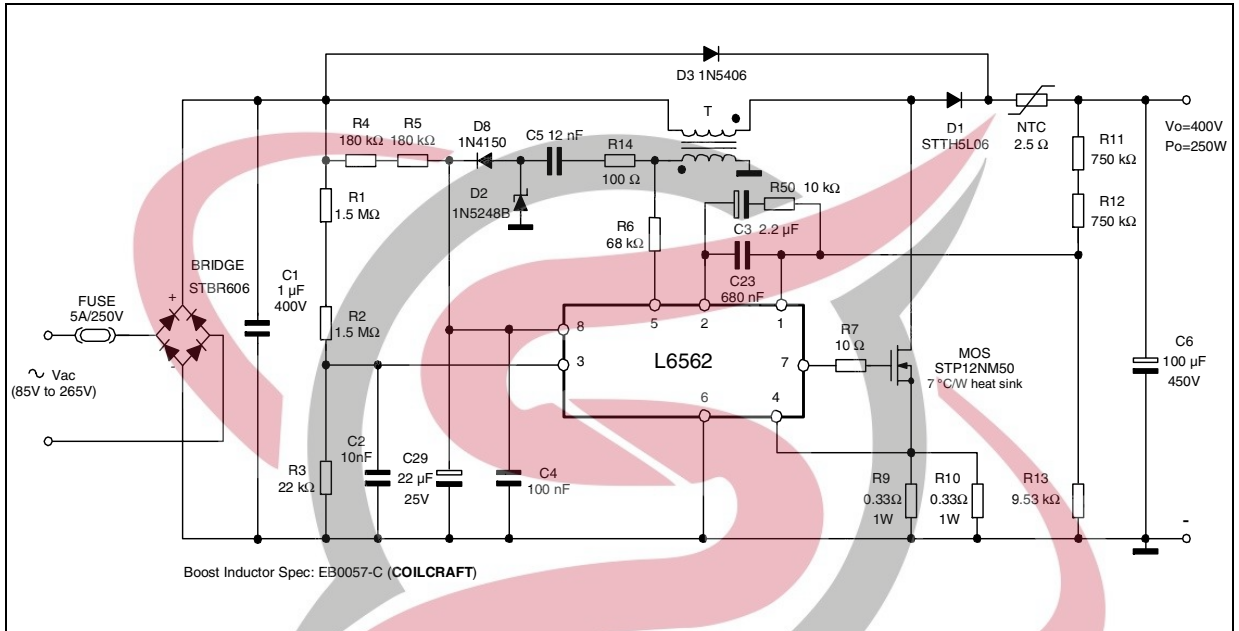 D3 1N5406
T
D1
STTH5L06
NTC
2.5 Ω
Vo=400V
Po=250W
R4
180 kΩ
R5
180 kΩ
D8
1N4150
C5 12 nF
R14
100 Ω
R11
750 kΩ
R12
750 kΩ
R1
1.5 MΩ
D2
1N5248B
R50 10 kΩ
C3 2.2 µF
R6
68 kΩ
C23
680 nF
BRIDGE
STBR606
+
-
C1
1 µF
400V
FUSE
5A/250V
R2
1.5 MΩ
~ Vac
(85V to 265V)
5
2
1
8
3
L6562
7
6
4
R7
10 Ω
MOS
STP12NM50
7 °C/W heat sink
C6
100 µF
450V
R3
22 kΩ
C2
10nF
C29
22 µF
25V
C4
100 nF
R9
0.33Ω
1W
R10
0.33Ω
1W
R13
9.53 kΩ
-
Boost Inductor Spec: EB0057-C (COILCRAFT)